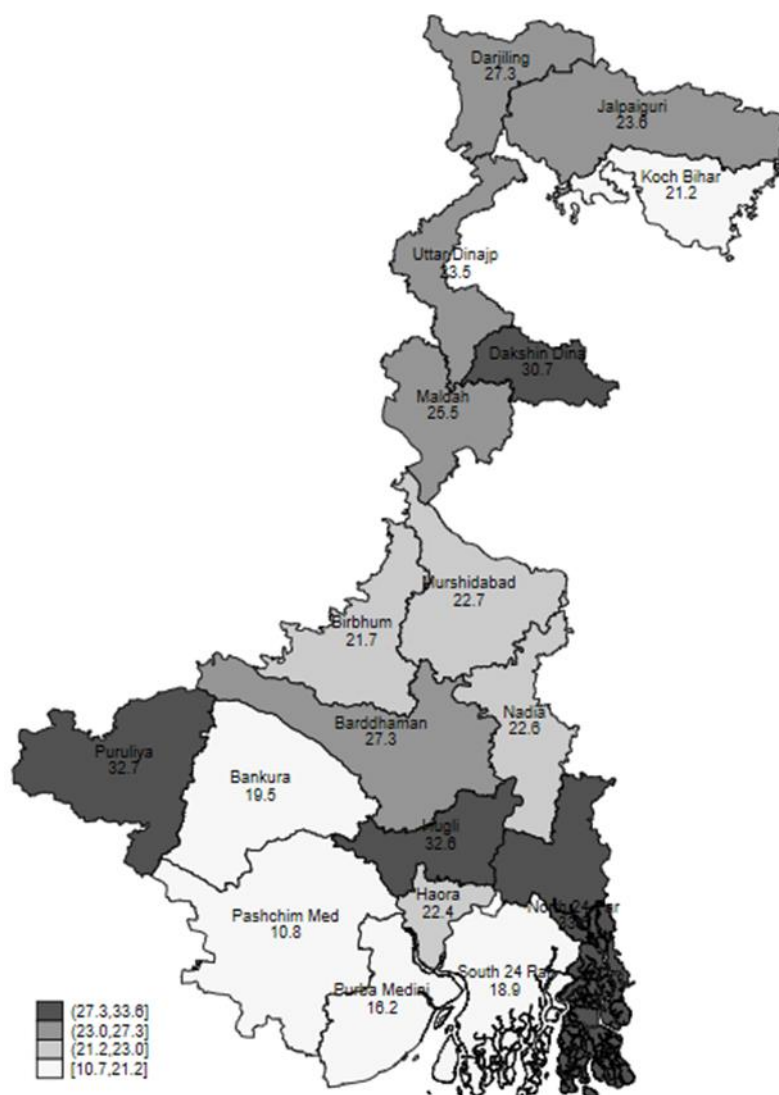 Darjiling
27.3
Jalpaiguri
23.6
Koch Bihar
21.2
Uttar Dinajp
23.5
Dakshin Dina
30.7
Maldah
25.5
Murshidabad
22.7
Birbhum
21.7
Nadia
22.6
Barddhaman
27.3
Puruliya
32.7
Bankura
19.5
Hugli
32.6
Haora
22.4
North 24 Par
Pashchim Med
10.8
South 24 Par
18.9
Purba Medini
16.2
(27.3,33.6]
(23.0,27.3]
(21.2,23.0]
[10.7,21.2]